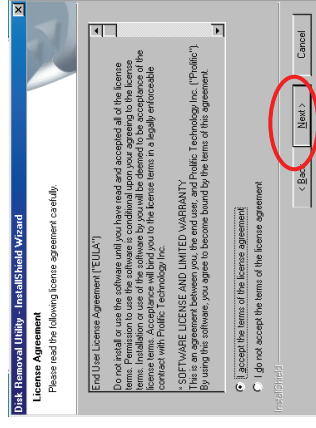 Disk Removal Utility - InstallShield Wizard
License Agreement
Please read the following license agreement carefully.
End User License Agreement ("EULA")
Do not install or use the software until you have read and accepted all of the license
terms. Permission to use the software is conditional upon your agreeing to the license
terms. Installation or use of the software by you will be deemed to be acceptance of the
license terms. Acceptance will bind you to the license terms in a legally enforceable
contract with Prolific Technology Inc.
* SOFTWARE LICENSE AND LIMITED WARRANTY
This is an agreement between you, the end user, and Prolific Technology Inc. ("Prolific").
By using this software, you agree to become bound by the terms of this agreement.
I accept the terms of the license agreement
I do not accept the terms of the license agreement
InstallShield
< Back
Next >
Cancel